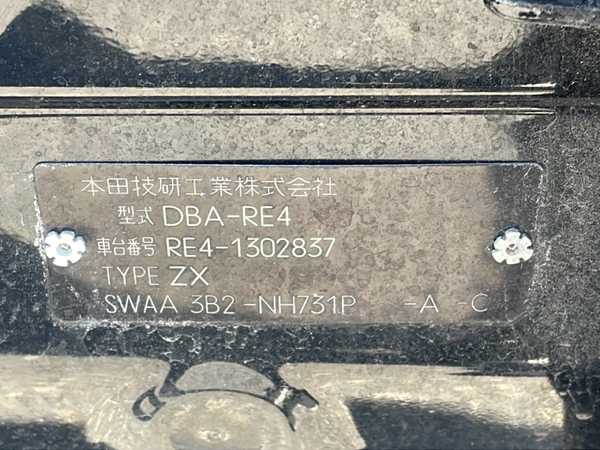 本田技研工業株式会社
型式 DBA-RE4
車台番号 RE4-1302837
TYPE ZX
SWAA 3B2-NH731P -A -C